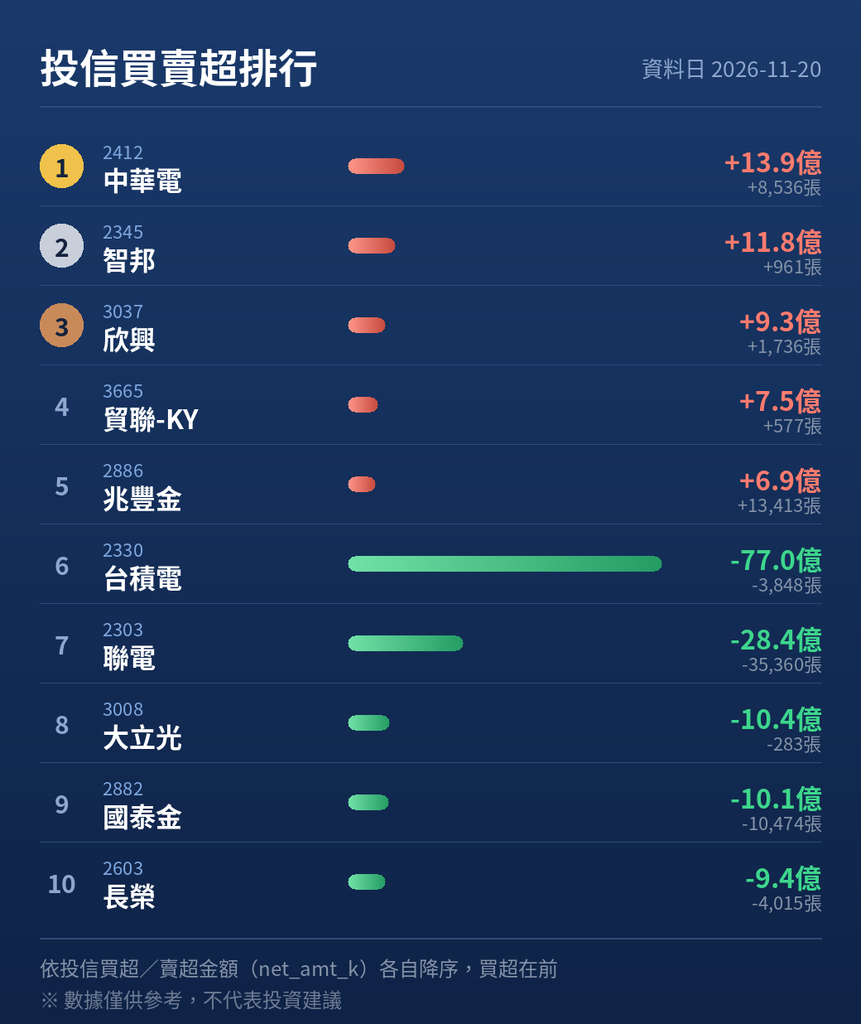 投信買賣超排行
資料日 2026-11-20
1
2412
中華電
+13.9億
+8,536張
2
2345
智邦
+11.8億
+961張
3
3037
欣興
+9.3億
+1,736張
4
3665
貿聯-KY
+7.5億
+577張
5
2886
兆豐金
+6.9億
+13,413張
6
2330
台積電
-77.0億
-3,848張
7
2303
聯電
-28.4億
-35,360張
8
3008
大立光
-10.4億
-283張
9
2882
國泰金
-10.1億
-10,474張
10
2603
長榮
-9.4億
-4,015張
依投信買超／賣超金額（net_amt_k）各自降序，買超在前
※ 數據僅供參考，不代表投資建議